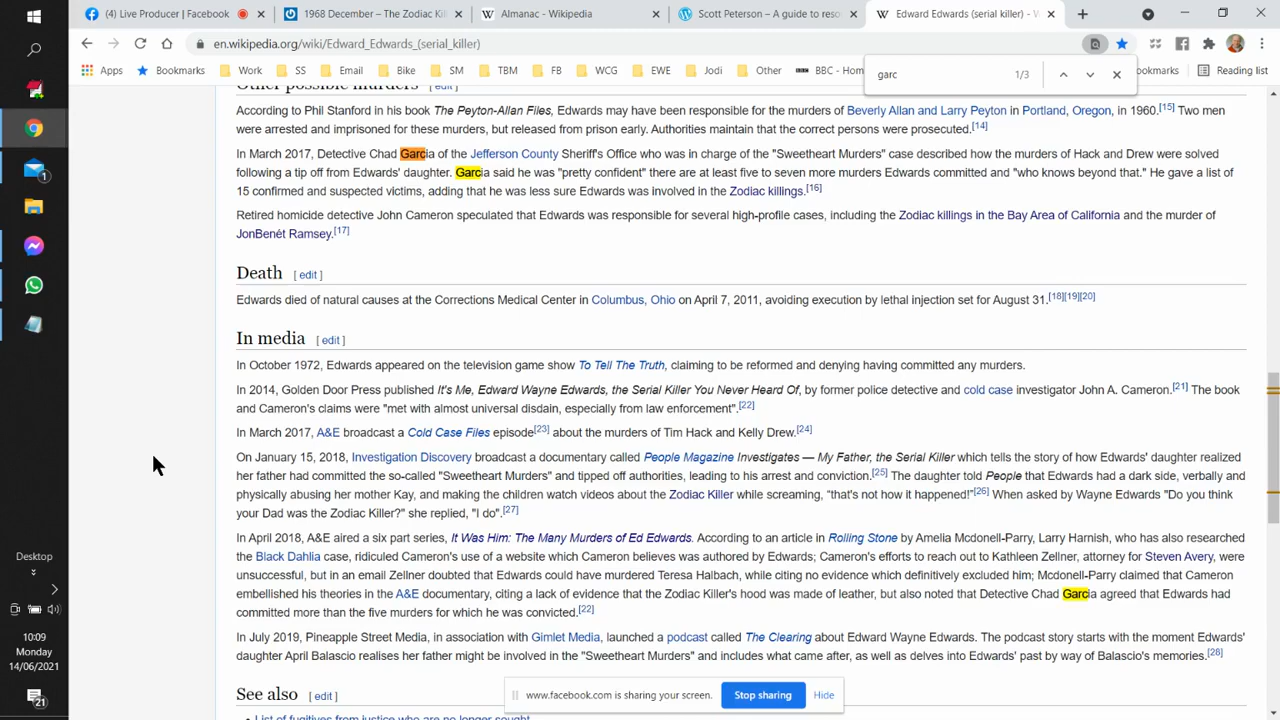 (4) Live Producer | Facebook
1968 December – The Zodiac Kil
Almanac - Wikipedia
Scott Peterson – A guide to reso
Edward Edwards (serial killer) - W
en.wikipedia.org/wiki/Edward_Edwards_(serial_killer)
Apps Bookmarks Work SS Email Bike SM TBM FB WCG EWE Jodi Other BBC - Hom
ookmarks Reading list
garc 1/3
Other possible murders [ edit ]
According to Phil Stanford in his book The Peyton-Allan Files, Edwards may have been responsible for the murders of Beverly Allan and Larry Peyton in Portland, Oregon, in 1960.[15] Two men
were arrested and imprisoned for these murders, but released from prison early. Authorities maintain that the correct persons were prosecuted.[14]
In March 2017, Detective Chad Garcia of the Jefferson County Sheriff's Office who was in charge of the "Sweetheart Murders" case described how the murders of Hack and Drew were solved
following a tip off from Edwards' daughter. Garcia said he was "pretty confident" there are at least five to seven more murders Edwards committed and "who knows beyond that." He gave a list of
15 confirmed and suspected victims, adding that he was less sure Edwards was involved in the Zodiac killings.[16]
Retired homicide detective John Cameron speculated that Edwards was responsible for several high-profile cases, including the Zodiac killings in the Bay Area of California and the murder of
JonBenét Ramsey.[17]
Death [ edit ]
Edwards died of natural causes at the Corrections Medical Center in Columbus, Ohio on April 7, 2011, avoiding execution by lethal injection set for August 31.[18][19][20]
In media [ edit ]
In October 1972, Edwards appeared on the television game show To Tell The Truth, claiming to be reformed and denying having committed any murders.
In 2014, Golden Door Press published It's Me, Edward Wayne Edwards, the Serial Killer You Never Heard Of, by former police detective and cold case investigator John A. Cameron.[21] The book
and Cameron's claims were "met with almost universal disdain, especially from law enforcement".[22]
In March 2017, A&E broadcast a Cold Case Files episode[23] about the murders of Tim Hack and Kelly Drew.[24]
On January 15, 2018, Investigation Discovery broadcast a documentary called People Magazine Investigates — My Father, the Serial Killer which tells the story of how Edwards' daughter realized
her father had committed the so-called "Sweetheart Murders" and tipped off authorities, leading to his arrest and conviction.[25] The daughter told People that Edwards had a dark side, verbally and
physically abusing her mother Kay, and making the children watch videos about the Zodiac Killer while screaming, “that's not how it happened!”[26] When asked by Wayne Edwards "Do you think
your Dad was the Zodiac Killer?" she replied, "I do".[27]
In April 2018, A&E aired a six part series, It Was Him: The Many Murders of Ed Edwards. According to an article in Rolling Stone by Amelia Mcdonell-Parry, Larry Harnish, who has also researched
the Black Dahlia case, ridiculed Cameron's use of a website which Cameron believes was authored by Edwards; Cameron's efforts to reach out to Kathleen Zellner, attorney for Steven Avery, were
unsuccessful, but in an email Zellner doubted that Edwards could have murdered Teresa Halbach, while citing no evidence which definitively excluded him; Mcdonell-Parry claimed that Cameron
embellished his theories in the A&E documentary, citing a lack of evidence that the Zodiac Killer's hood was made of leather, but also noted that Detective Chad Garcia agreed that Edwards had
committed more than the five murders for which he was convicted.[22]
In July 2019, Pineapple Street Media, in association with Gimlet Media, launched a podcast called The Clearing about Edward Wayne Edwards. The podcast story starts with the moment Edwards'
daughter April Balascio realises her father might be involved in the "Sweetheart Murders" and includes what came after, as well as delves into Edwards' past by way of Balascio's memories.[28]
See also [ edit ]
List of fugitives from justice who are no longer sought
www.facebook.com is sharing your screen. Stop sharing Hide
1
Desktop
10:09
Monday
14/06/2021
21